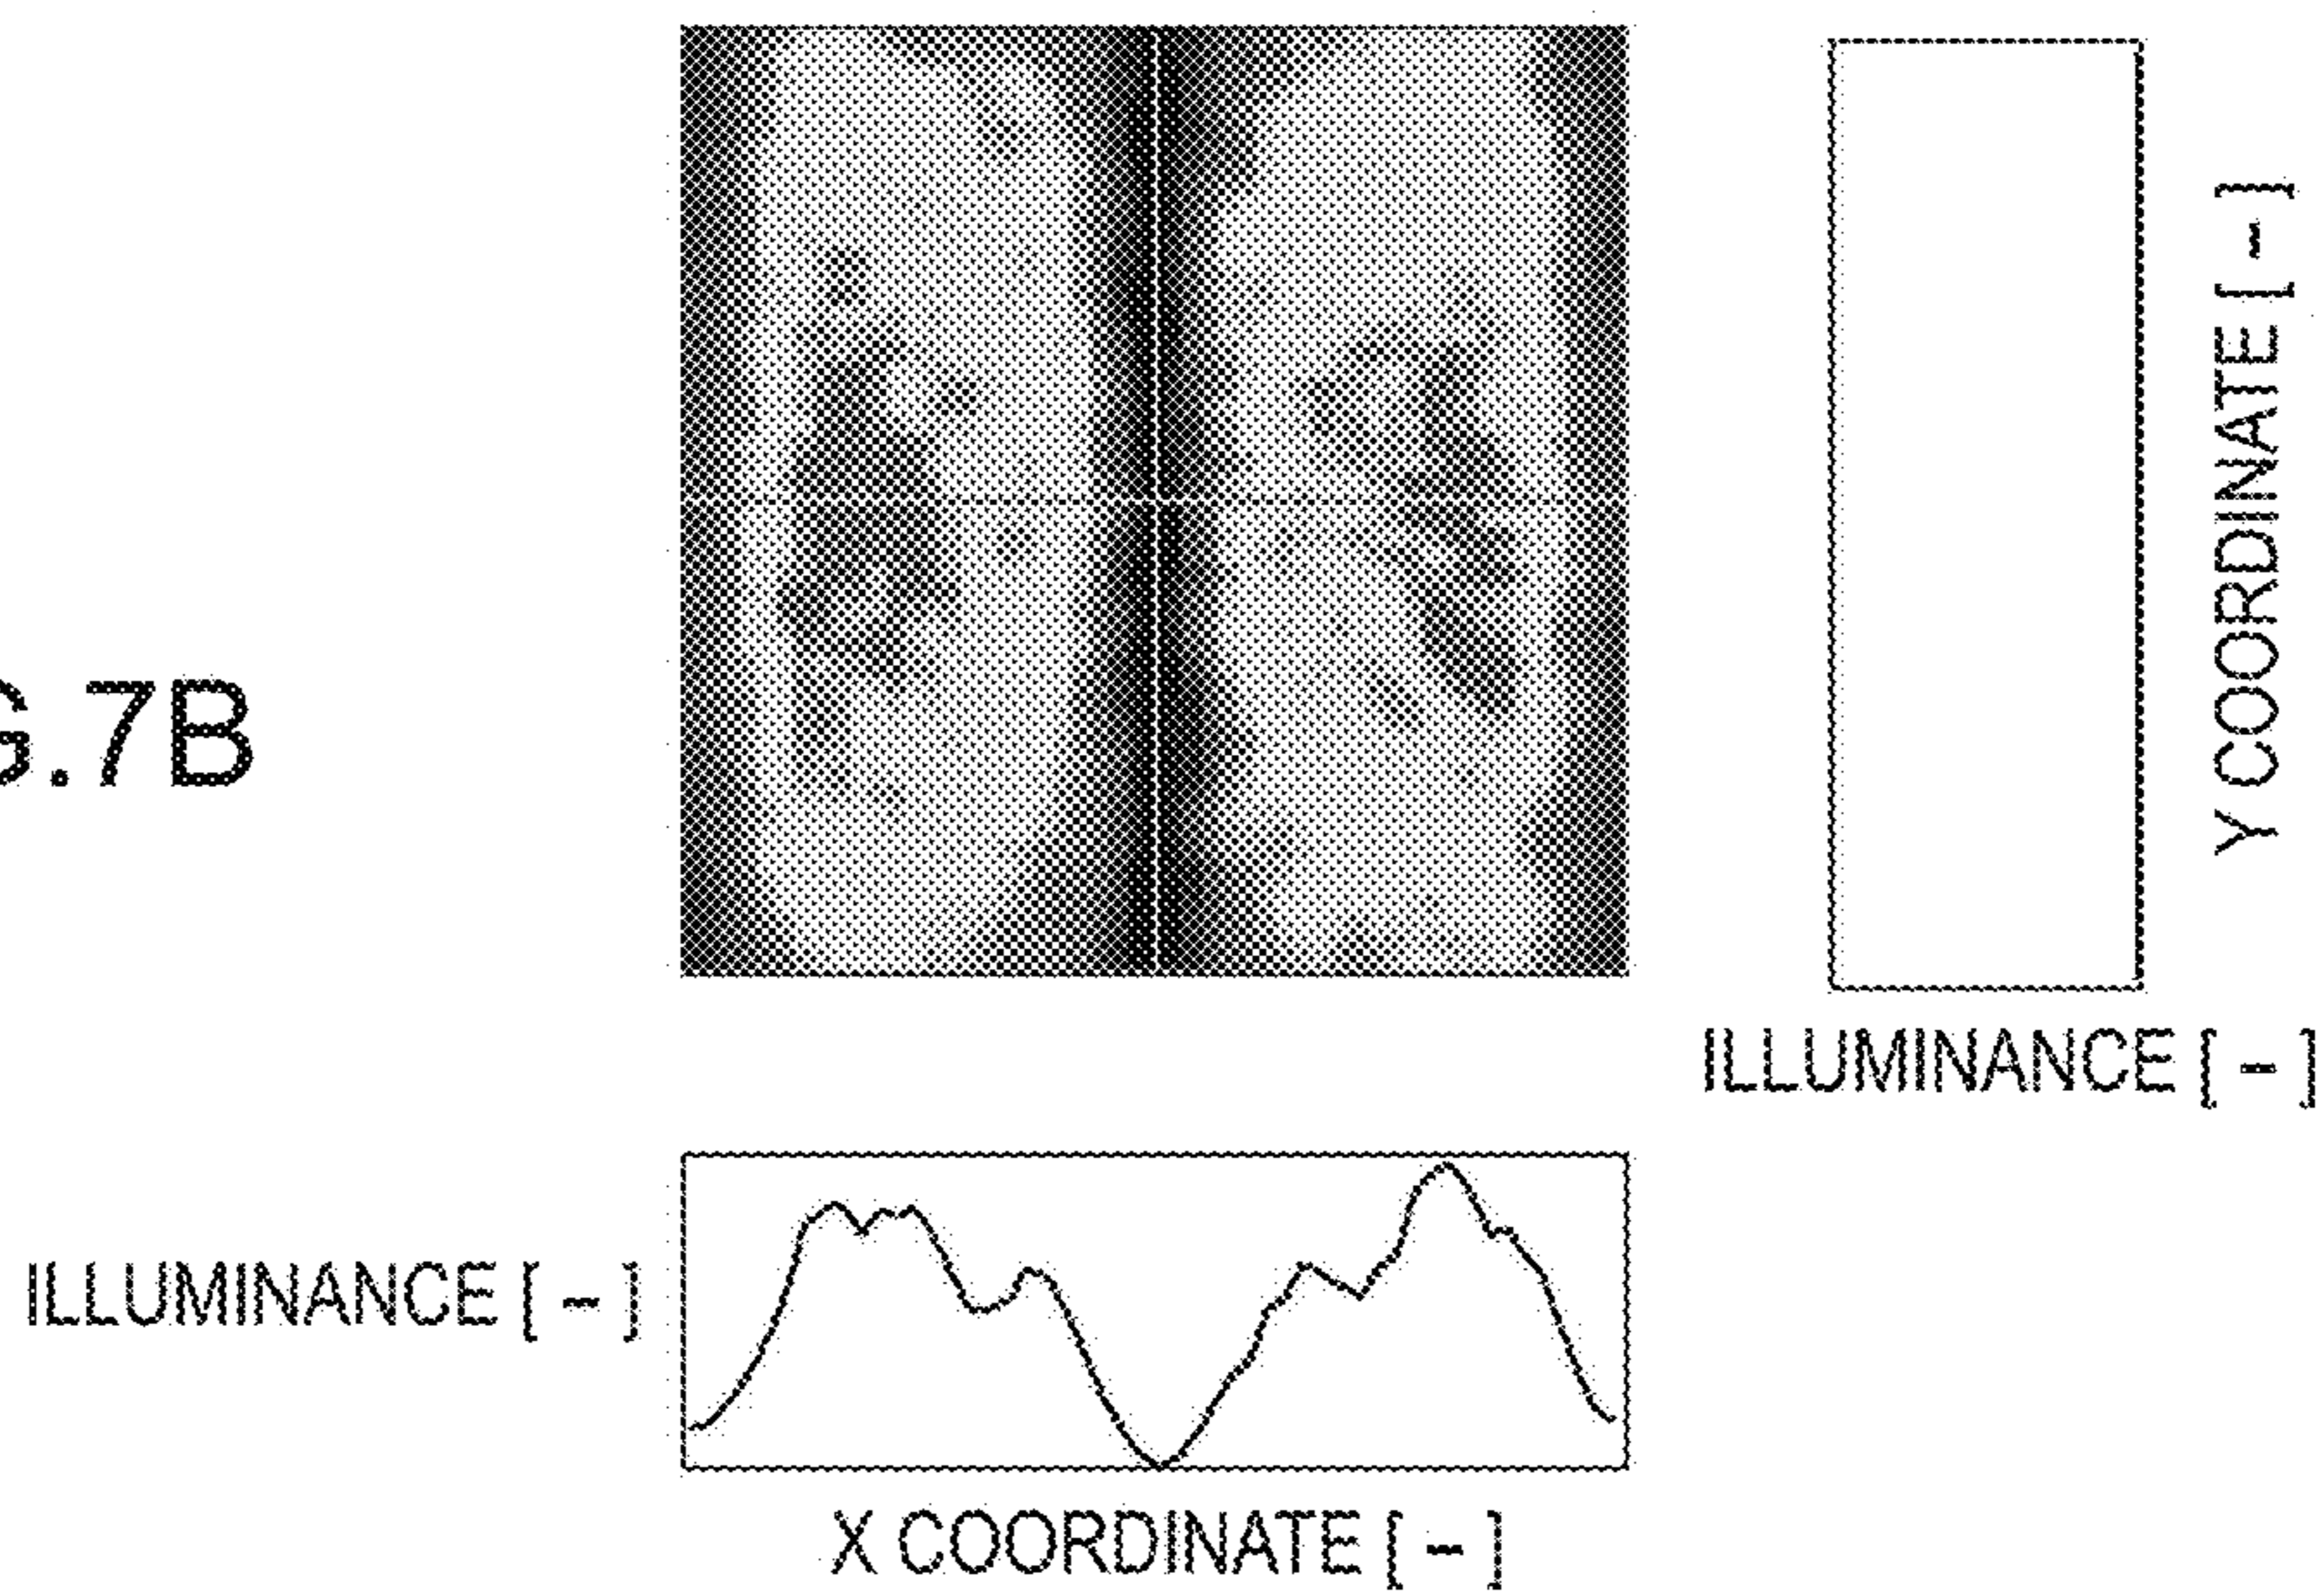 G.7B
Y COORDINATE [ – ]
ILLUMINANCE [ – ]
ILLUMINANCE [ – ]
X COORDINATE [ – ]